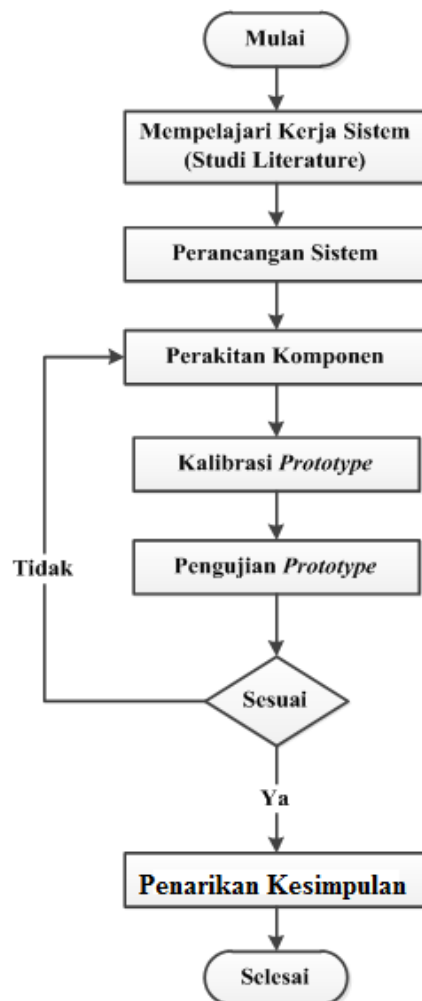 Mulai
Mempelajari Kerja Sistem
(Studi Literature)
Perancangan Sistem
Perakitan Komponen
Kalibrasi Prototype
Pengujian Prototype
Tidak
Sesuai
Ya
Penarikan Kesimpulan
Selesai